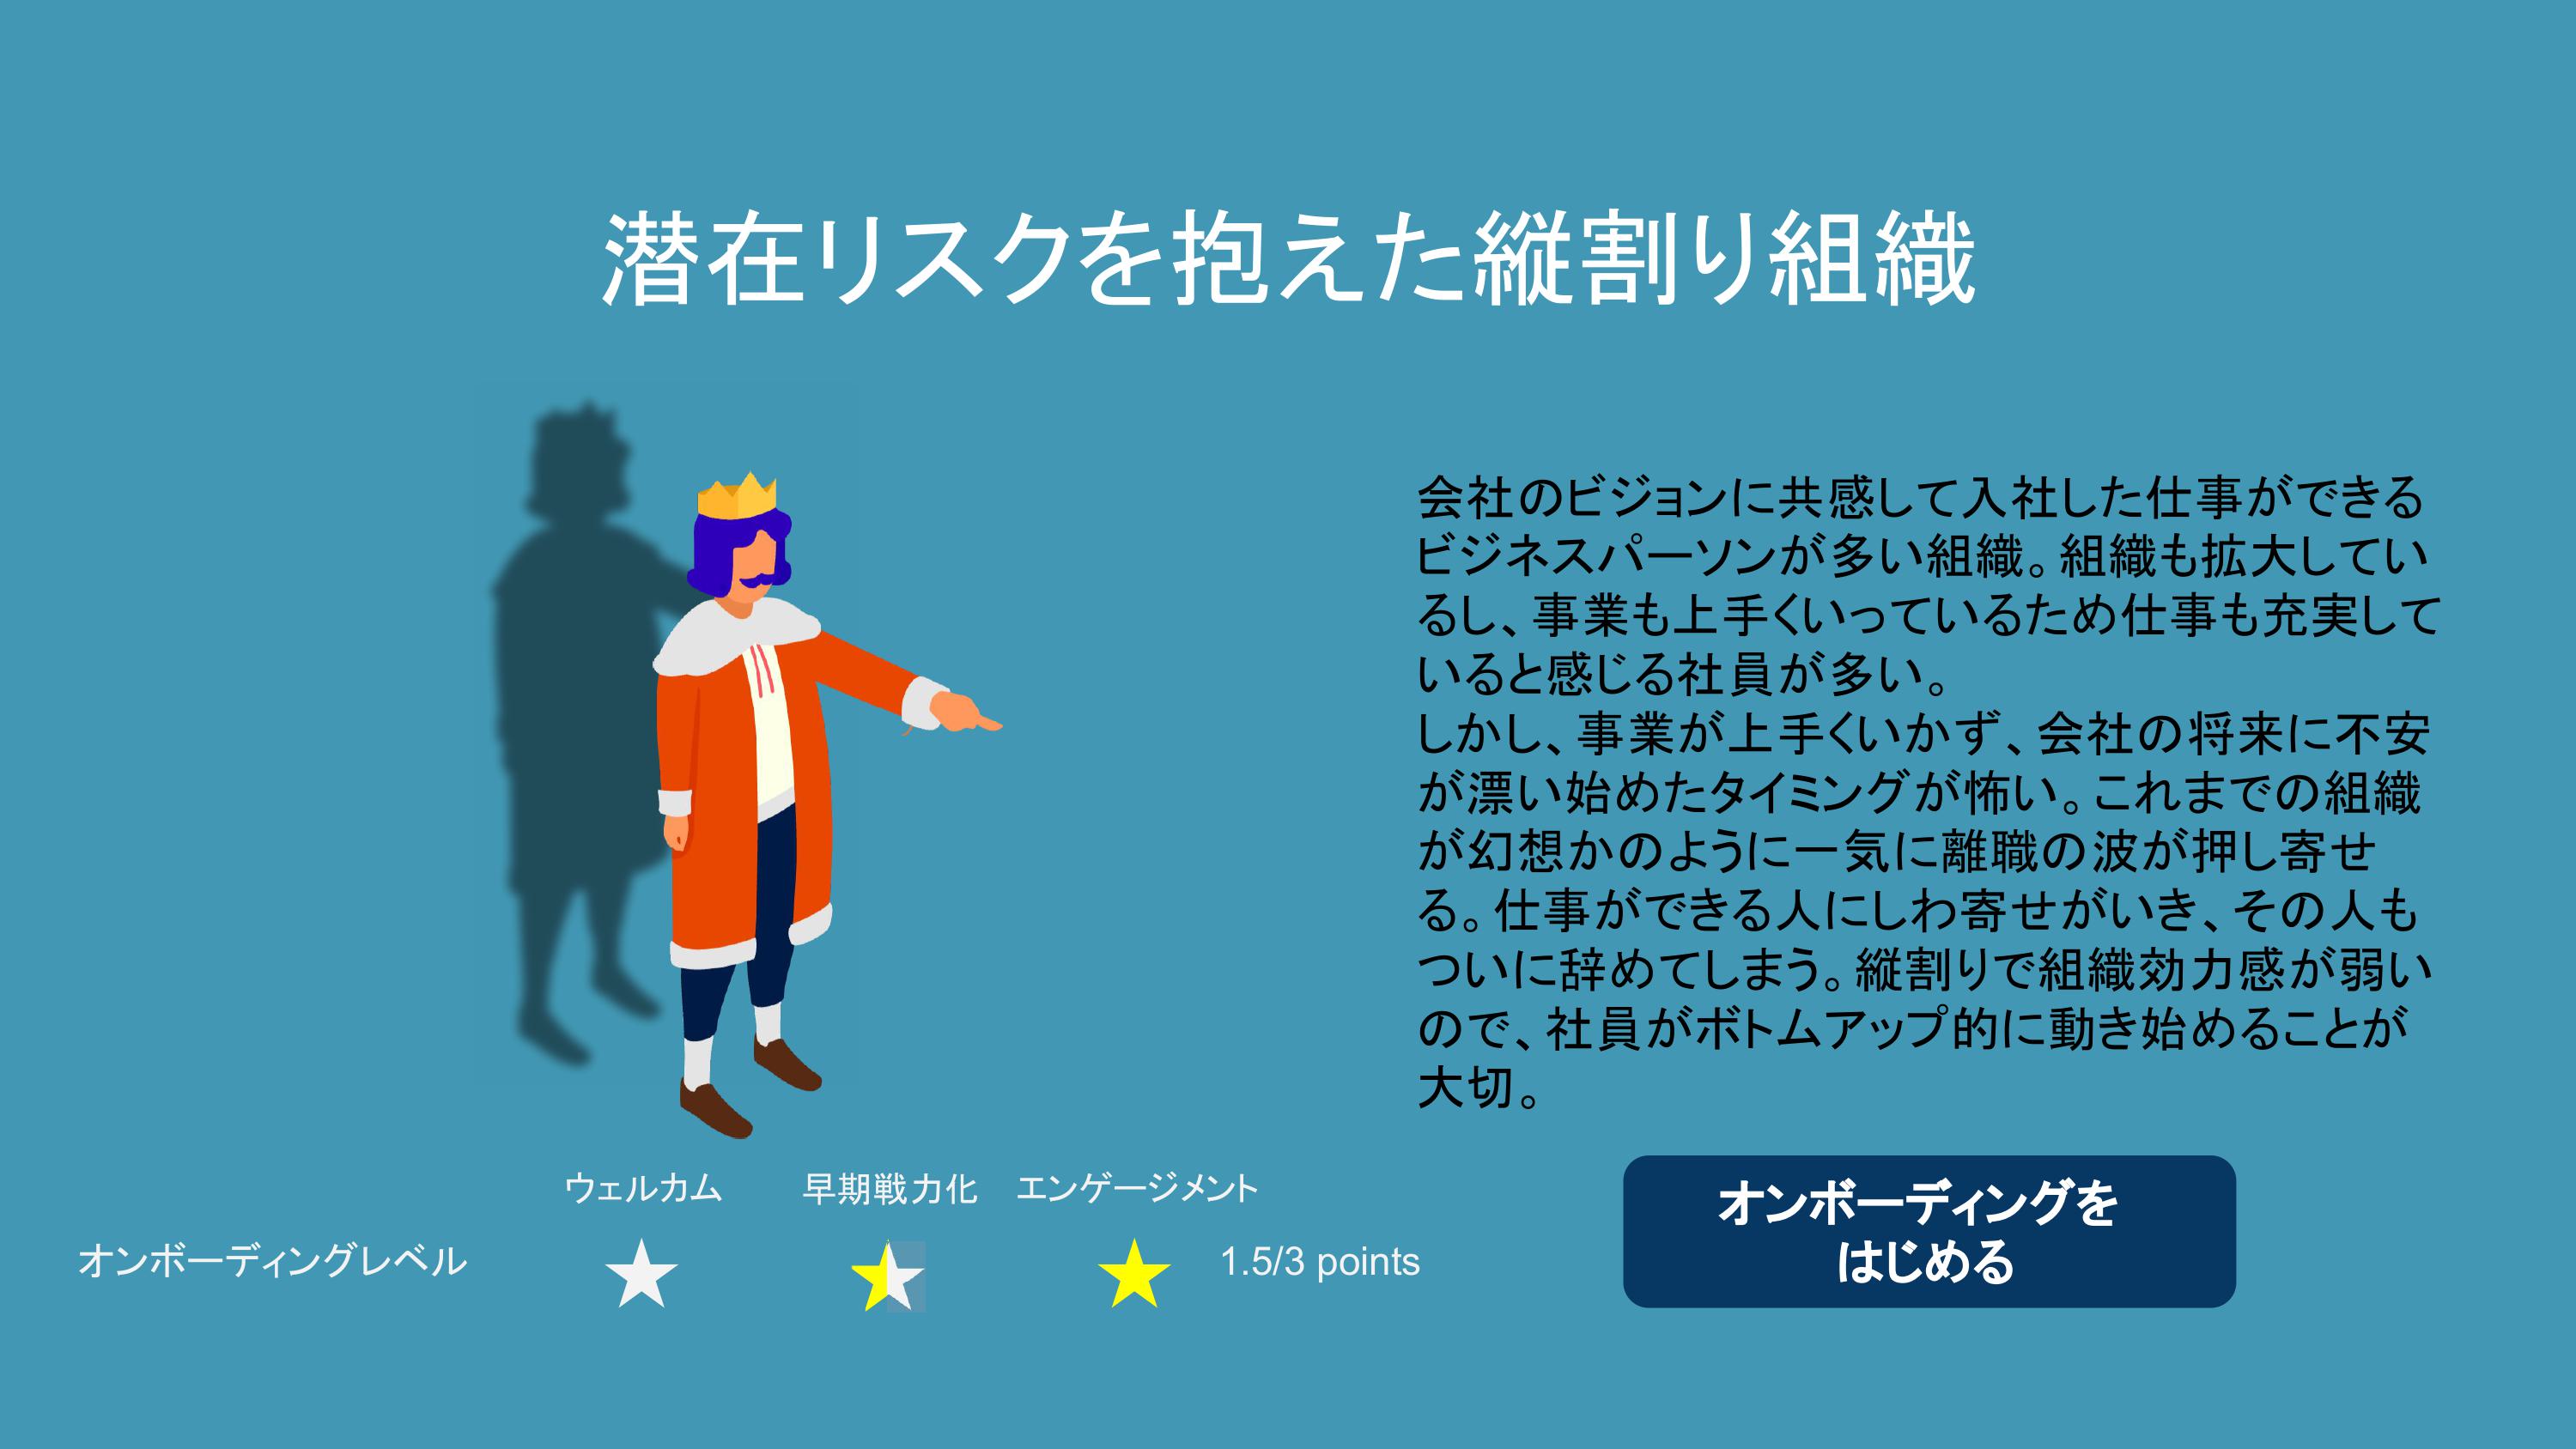 潜在リスクを抱えた縦割り組織
会社のビジョンに共感して入社した仕事ができる
ビジネスパーソンが多い組織。組織も拡大してい
るし、事業も上手くいっているため仕事も充実して
いると感じる社員が多い。
しかし、事業が上手くいかず、会社の将来に不安
が漂い始めたタイミングが怖い。これまでの組織
が幻想かのように一気に離職の波が押し寄せ
る。仕事ができる人にしわ寄せがいき、その人も
ついに辞めてしまう。縦割りで組織効力感が弱い
ので、社員がボトムアップ的に動き始めることが
大切。
ウェルカム 早期戦力化 エンゲージメント
オンボーディングレベル 1.5/3 points
オンボーディングを
はじめる